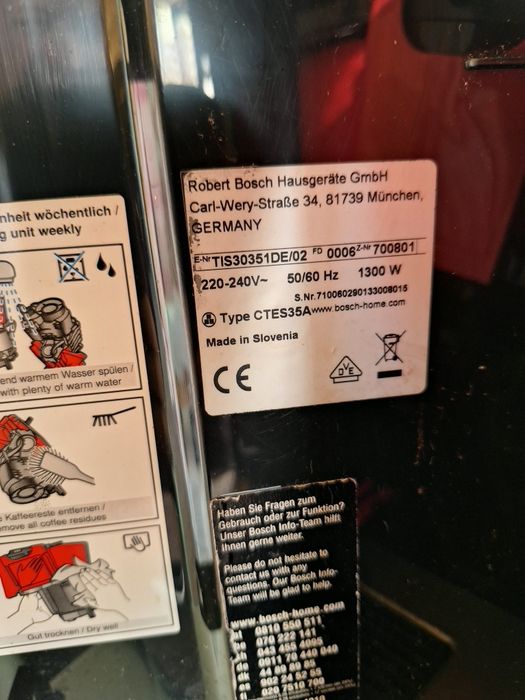 Robert Bosch Hausgeräte GmbH
Carl-Wery-Straße 34, 81739 München,
GERMANY
E-Nr TIS30351DE/02 FD 0006 Z-Nr 700801
220-240V~ 50/60 Hz 1300 W
S.Nr.710060290133008015
Type CTES35A www.bosch-home.com
Made in Slovenia
CE
DVE
nheit wöchentlich /
g unit weekly
end warmem Wasser spülen /
with plenty of warm water
e Kaffeereste entfernen /
move all coffee residues
Gut trocknen / Dry well
Haben Sie Fragen zum
Gebrauch oder zur Funktion?
Unser Bosch Info-Team hilft
Ihnen gerne weiter.
Please do not hesitate to
contact us with any
questions. Our Bosch Info-
Team will be glad to help.
www.bosch-home.com